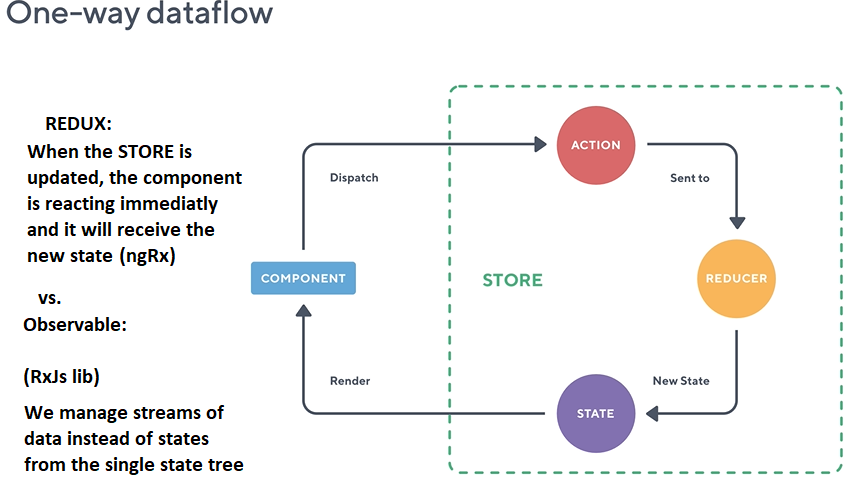 One-way dataflow
REDUX:
When the STORE is
updated, the component
is reacting immediatly
and it will receive the
new state (ngRx)
vs.
Observable:
(RxJs lib)
We manage streams of
data instead of states
from the single state tree
Dispatch
ACTION
Sent to
COMPONENT
STORE
REDUCER
Render
New State
STATE